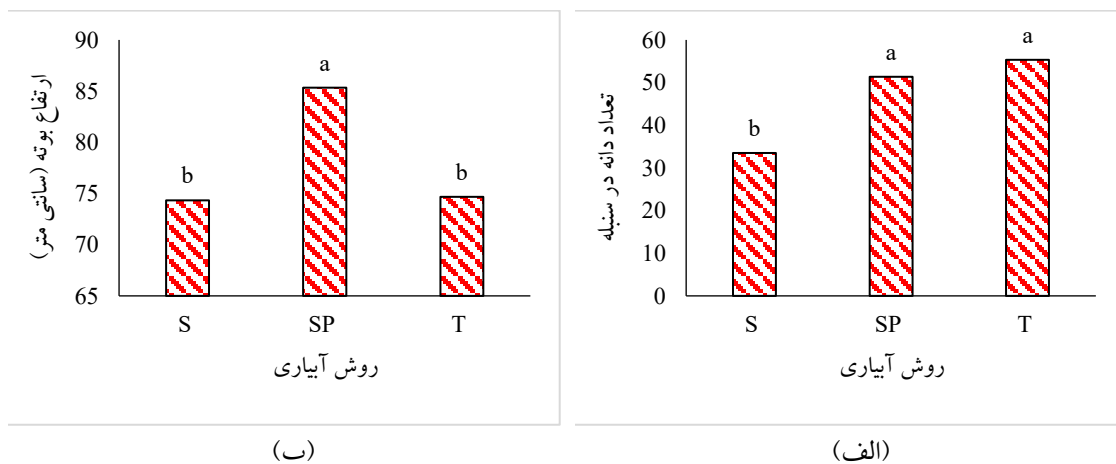 تعداد دانه در سنبله
60
50
40
30
20
10
0
b
a
a
S SP T
روش آبیاری
(الف)
ارتفاع بوته (سانتی متر)
90
85
80
75
70
65
b
a
b
S SP T
روش آبیاری
(ب)